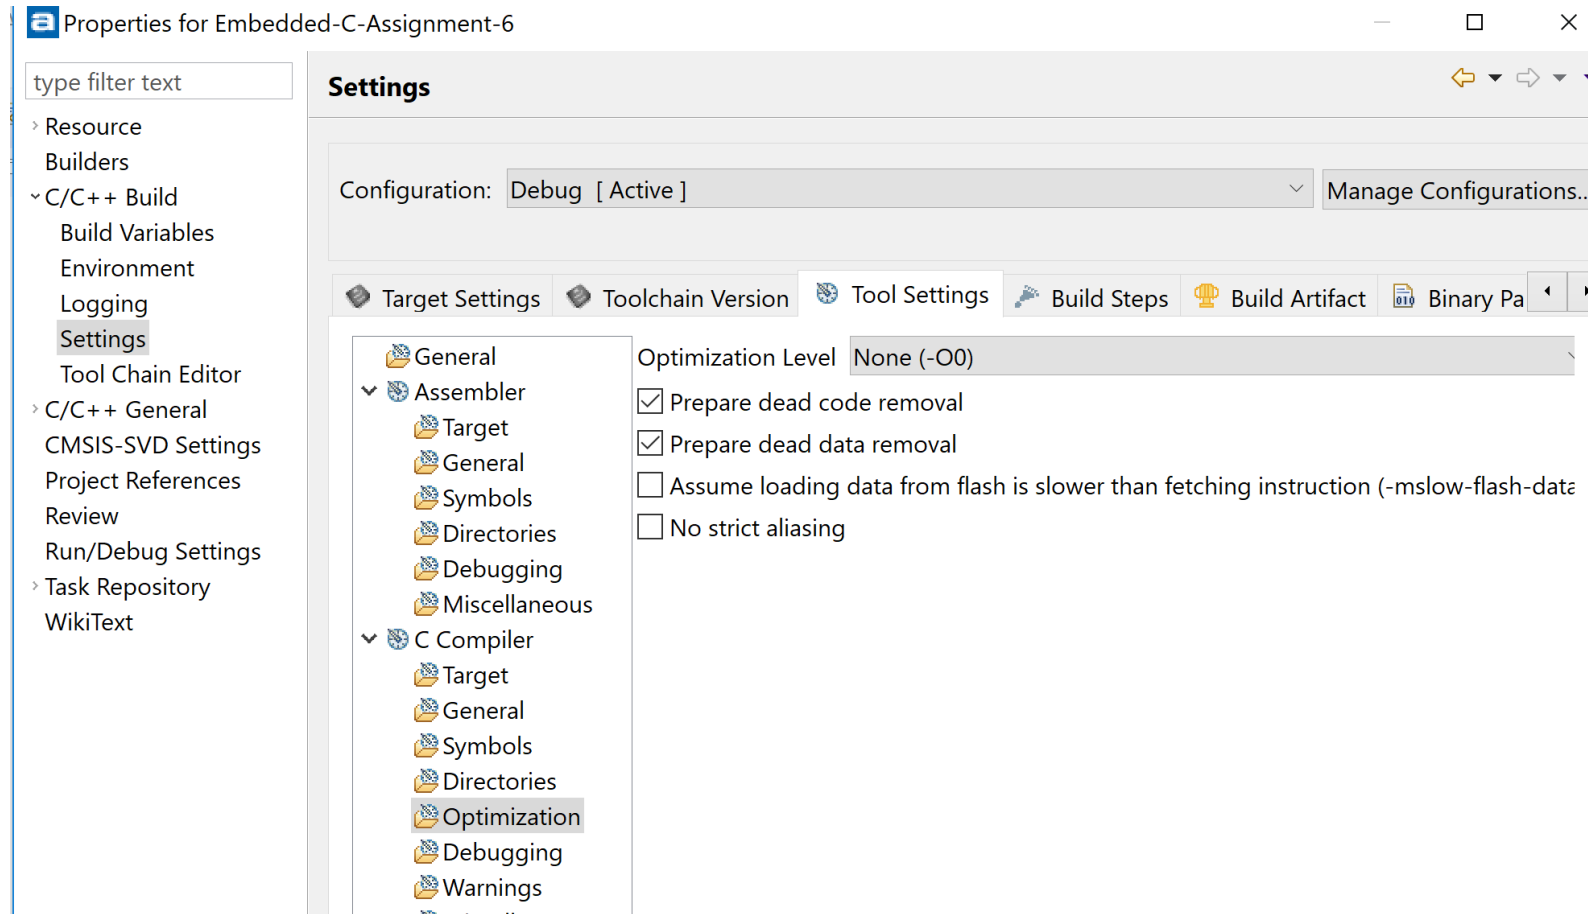 Properties for Embedded-C-Assignment-6
type filter text
Resource
Builders
C/C++ Build
Build Variables
Environment
Logging
Settings
Tool Chain Editor
C/C++ General
CMSIS-SVD Settings
Project References
Review
Run/Debug Settings
Task Repository
WikiText
Settings
Configuration: Debug [ Active ] Manage Configurations..
Target Settings Toolchain Version Tool Settings Build Steps Build Artifact Binary Pa
General
Assembler
Target
General
Symbols
Directories
Debugging
Miscellaneous
C Compiler
Target
General
Symbols
Directories
Optimization
Debugging
Warnings
Optimization Level None (-O0)
Prepare dead code removal
Prepare dead data removal
Assume loading data from flash is slower than fetching instruction (-mslow-flash-data
No strict aliasing